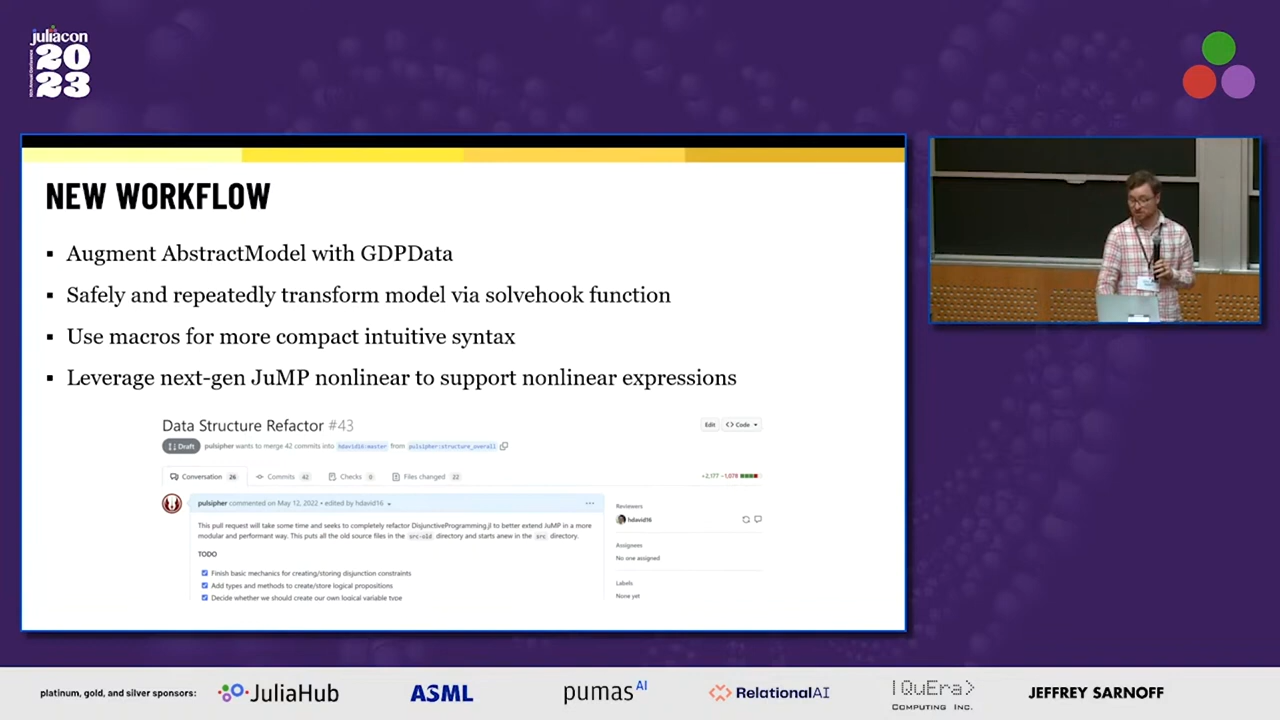 juliacon
20
23
NEW WORKFLOW
▪ Augment AbstractModel with GDPData
▪ Safely and repeatedly transform model via solvehook function
▪ Use macros for more compact intuitive syntax
▪ Leverage next-gen JuMP nonlinear to support nonlinear expressions
Data Structure Refactor #43
Edit <> Code
Draft pulsipher wants to merge 42 commits into hdavid16:master from pulsipher:structure_overall
Conversation 26 Commits 42 Checks 0 Files changed 22 +2,177 −1,078
pulsipher commented on May 12, 2022 • edited by hdavid16
This pull request will take some time and seeks to completely refactor DisjunctiveProgramming.jl to better extend JuMP in a more
modular and performant way. This puts all the old source files in the src-old directory and starts anew in the src directory.
TODO
Finish basic mechanics for creating/storing disjunction constraints
Add types and methods to create/store logical propositions
Decide whether we should create our own logical variable type
Reviewers
hdavid16
Assignees
No one assigned
Labels
None yet
platinum, gold, and silver sponsors: JuliaHub ASML pumas AI RelationalAI |QuEra> COMPUTING INC. JEFFREY SARNOFF